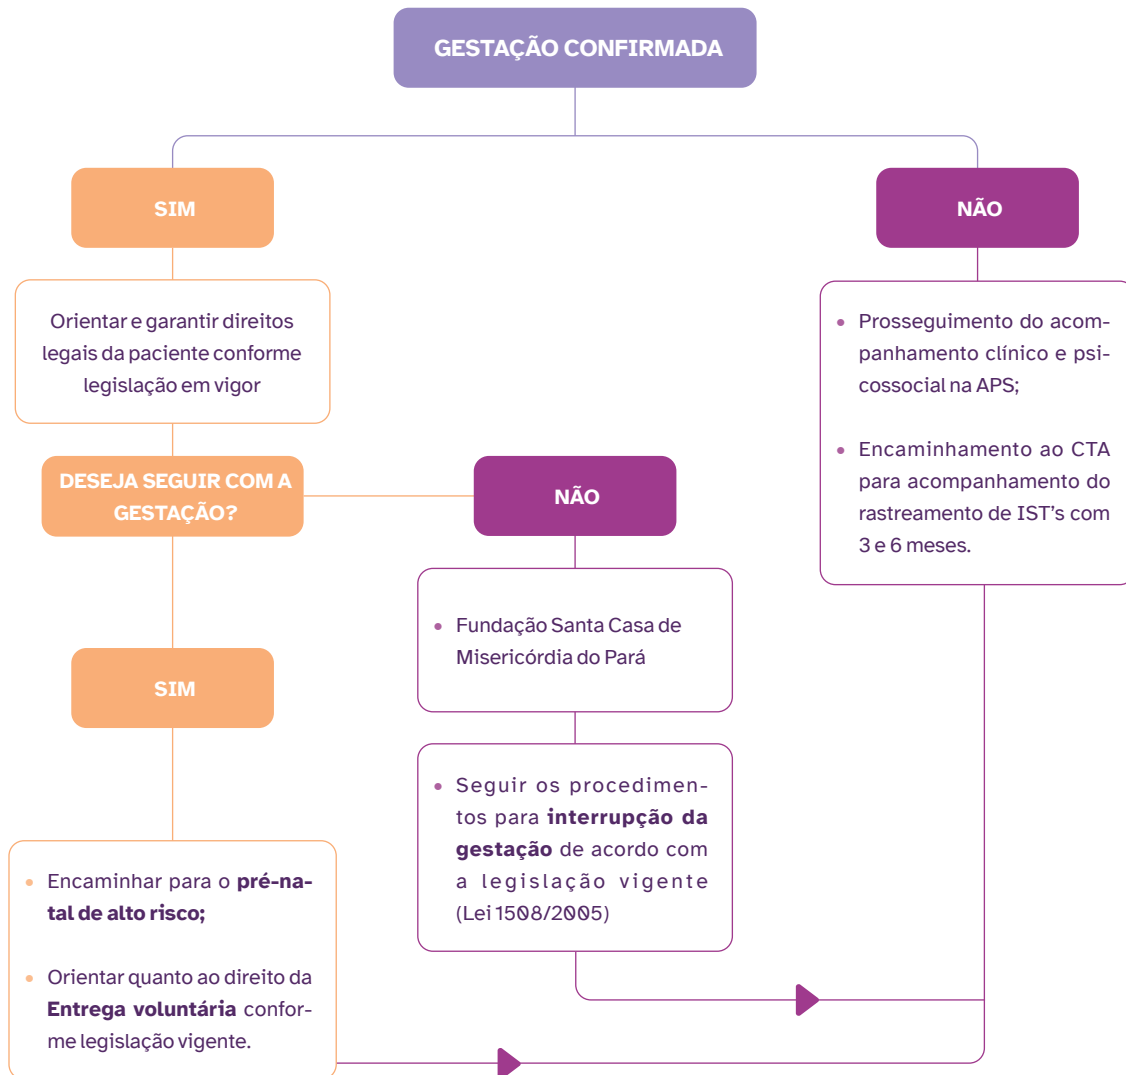 GESTAÇÃO CONFIRMADA
SIM
NÃO
Orientar e garantir direitos
legais da paciente conforme
legislação em vigor
• Prosseguimento do acom-
panhamento clínico e psi-
cossocial na APS;
• Encaminhamento ao CTA
para acompanhamento do
rastreamento de IST’s com
3 e 6 meses.
DESEJA SEGUIR COM A
GESTAÇÃO?
NÃO
• Fundação Santa Casa de
Misericórdia do Pará
SIM
• Seguir os procedimen-
tos para interrupção da
gestação de acordo com
a legislação vigente
(Lei 1508/2005)
• Encaminhar para o pré-na-
tal de alto risco;
• Orientar quanto ao direito da
Entrega voluntária confor-
me legislação vigente.